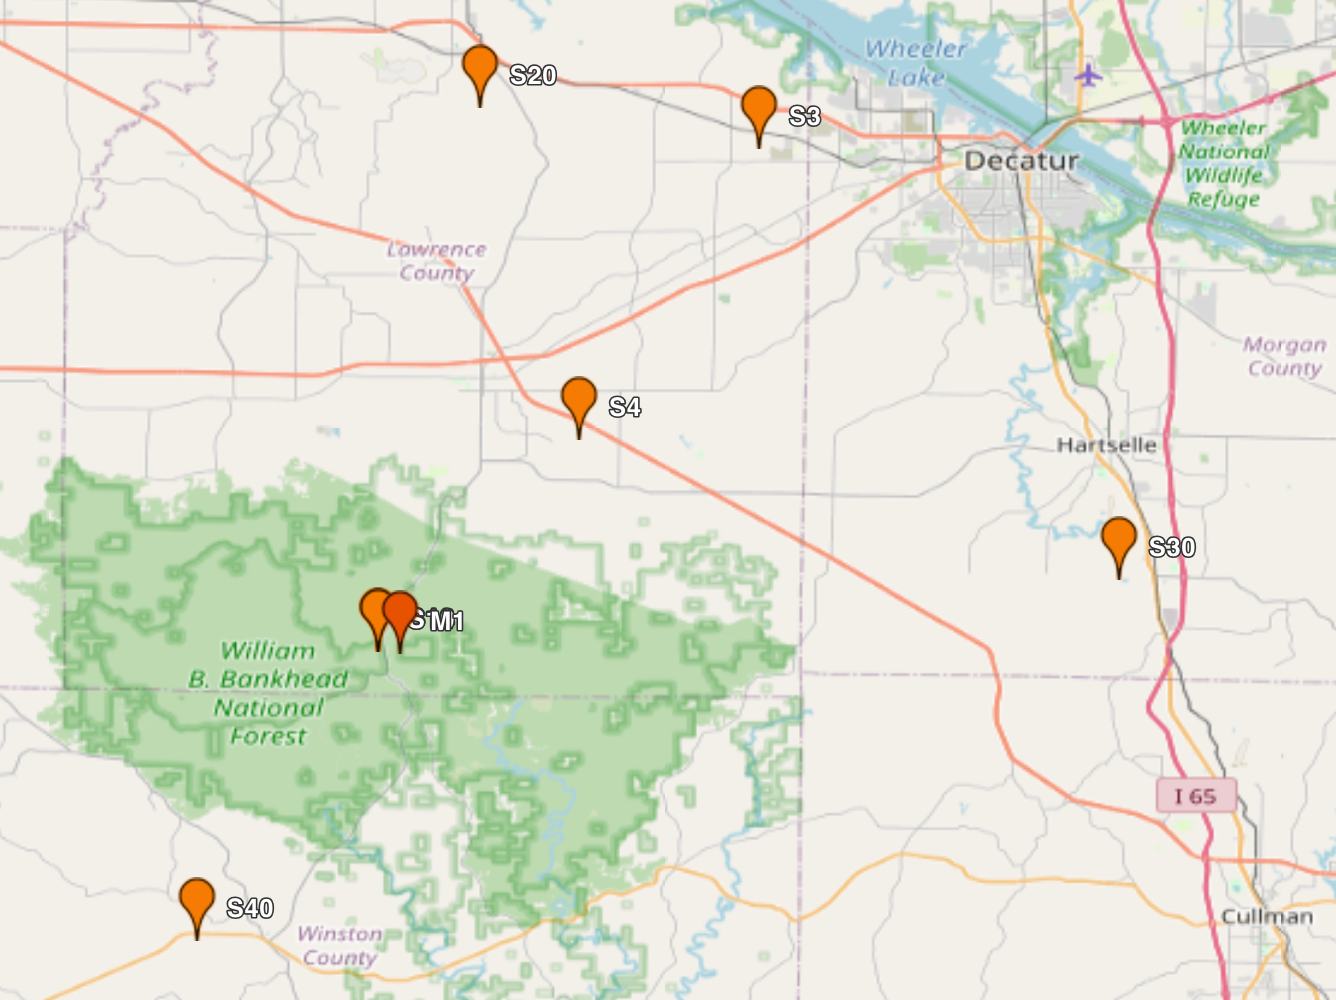 S20
Wheeler
Lake
S3
Decatur
Wheeler
National
Wildlife
Refuge
Lawrence
County
Morgan
County
S4
Hartselle
S30
M1
William
B. Bankhead
National
Forest
I 65
S40
Winston
County
Cullman